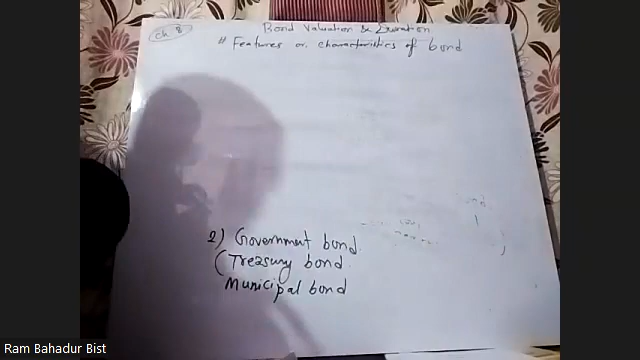 Ch 8
Bond Valuation & Duration
# Features or characteristics of bond
2) Government bond
(Treasury bond
Municipal bond
Ram Bahadur Bist